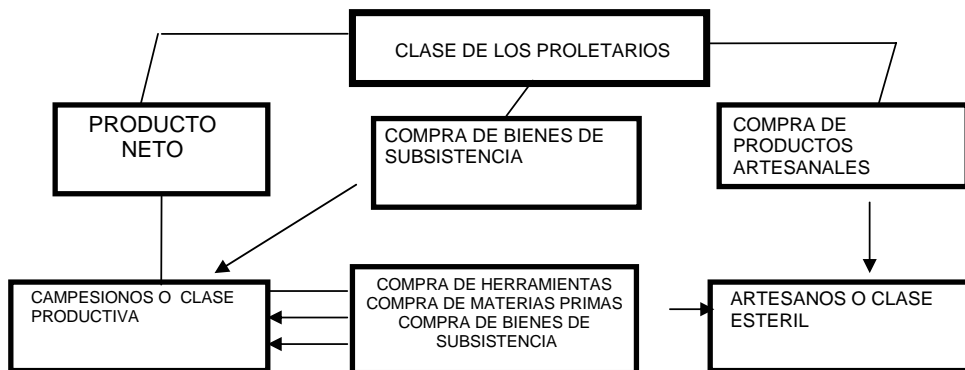 CLASE DE LOS PROLETARIOS
PRODUCTO
NETO
COMPRA DE BIENES DE
SUBSISTENCIA
COMPRA DE
PRODUCTOS
ARTESANALES
CAMPESIONOS O CLASE
PRODUCTIVA
COMPRA DE HERRAMIENTAS
COMPRA DE MATERIAS PRIMAS
COMPRA DE BIENES DE
SUBSISTENCIA
ARTESANOS O CLASE
ESTERIL